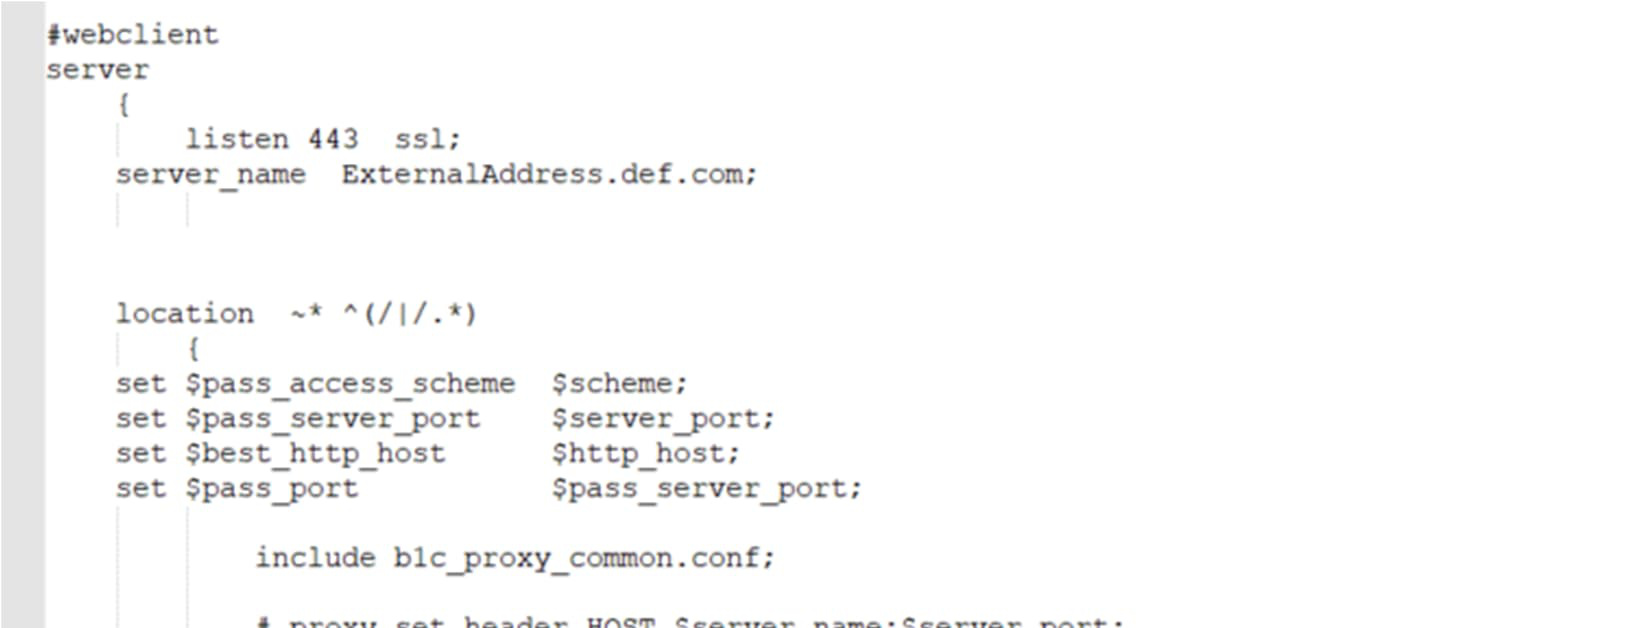 #webclient
server
{
listen 443  ssl;
server_name  ExternalAddress.def.com;
location  ~* ^(/|/.*)
{
set $pass_access_scheme  $scheme;
set $pass_server_port    $server_port;
set $best_http_host      $http_host;
set $pass_port           $pass_server_port;
include b1c_proxy_common.conf;
# proxy_set_header HOST $server_name:$server_port;